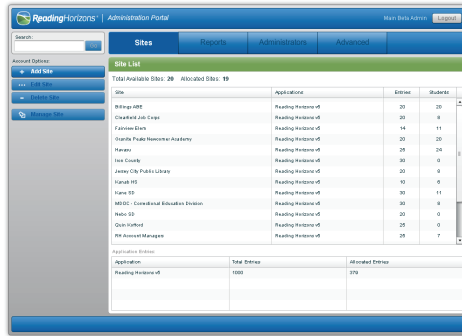 ReadingHorizons® Administration Portal Main Beta Admin Logout
Search:
GO
Sites Reports Administrators Advanced
Account Options:
+ Add Site
... Edit Site
- Delete Site
Manage Site
Site List
Total Available Sites: 20 Allocated Sites: 19
Site Applications Entries Students
Billings ABE Reading Horizons v5 20 20
Clearfield Job Corps Reading Horizons v5 20
Fairview Elem Reading Horizons v5 14 11
Granite Peaks Newcomer Academy Reading Horizons v5 20 20
Havasu Reading Horizons v5 25 24
Iron County Reading Horizons v5 30 0
Jersey City Public Library Reading Horizons v5 20
Kanab HS Reading Horizons v5 10
Kane SD Reading Horizons v5 30 11
MDOC - Correctional Education Division Reading Horizons v5 30
Nebo SD Reading Horizons v5 20 0
Quin Kefford Reading Horizons v5 25 0
RH Account Managers Reading Horizons v5 25 7
Application Entries:
Application Total Entries Allocated Entries
Reading Horizons v5 1000 379